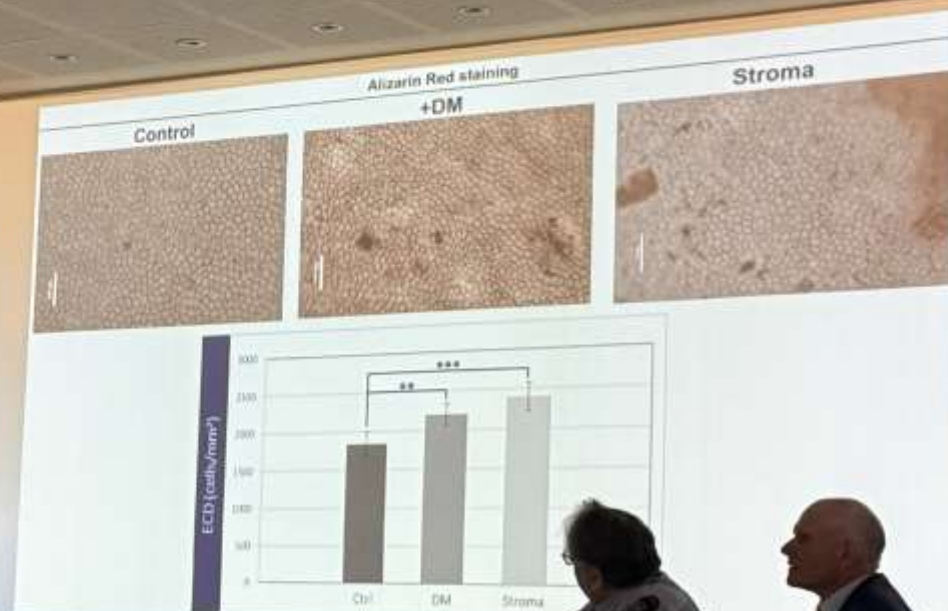 Alizarin Red staining
Control
+DM
Stroma
ECD (cells/mm²)
3000
2500
2000
1500
1000
500
0
***
**
Ctrl
DM
Stroma